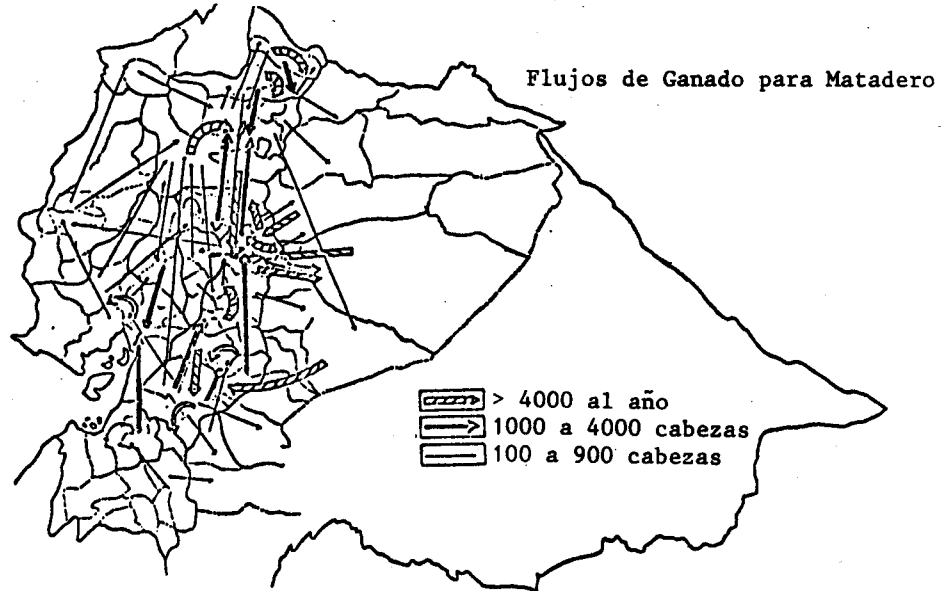 Flujos de Ganado para Matadero
> 4000 al año
1000 a 4000 cabezas
100 a 900 cabezas